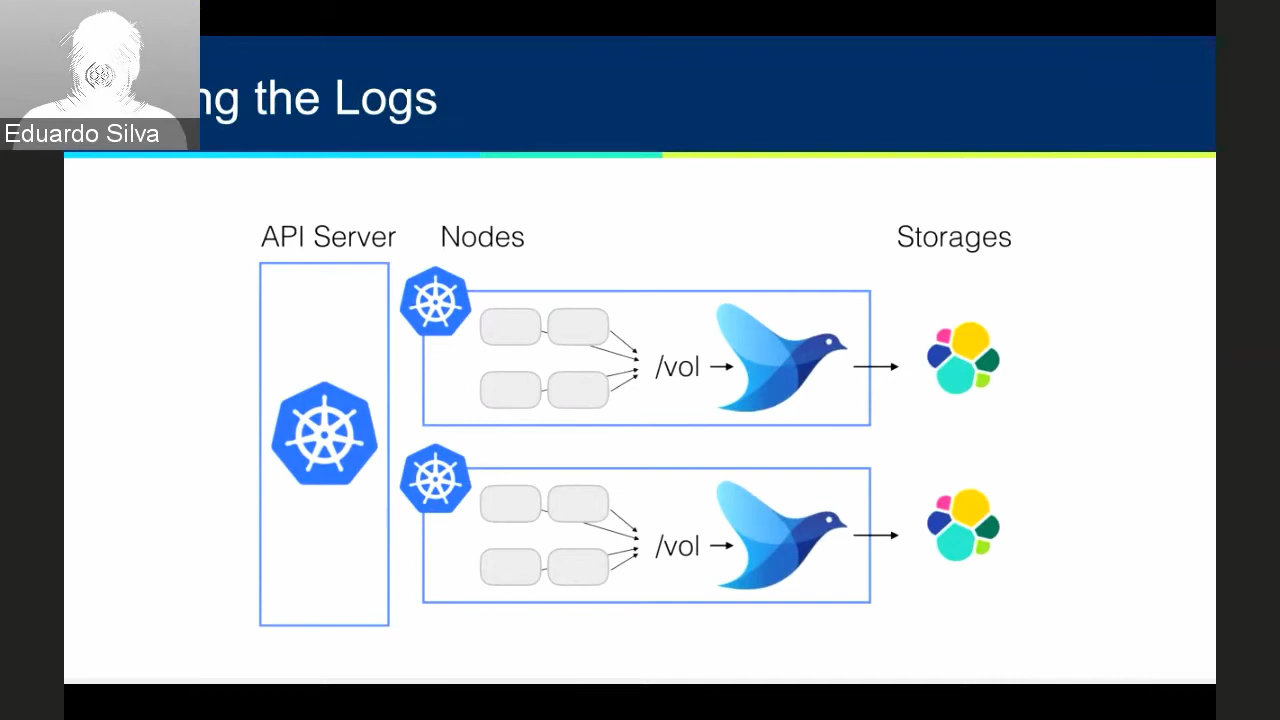 ng the Logs
Eduardo Silva
API Server
Nodes
Storages
/vol
/vol